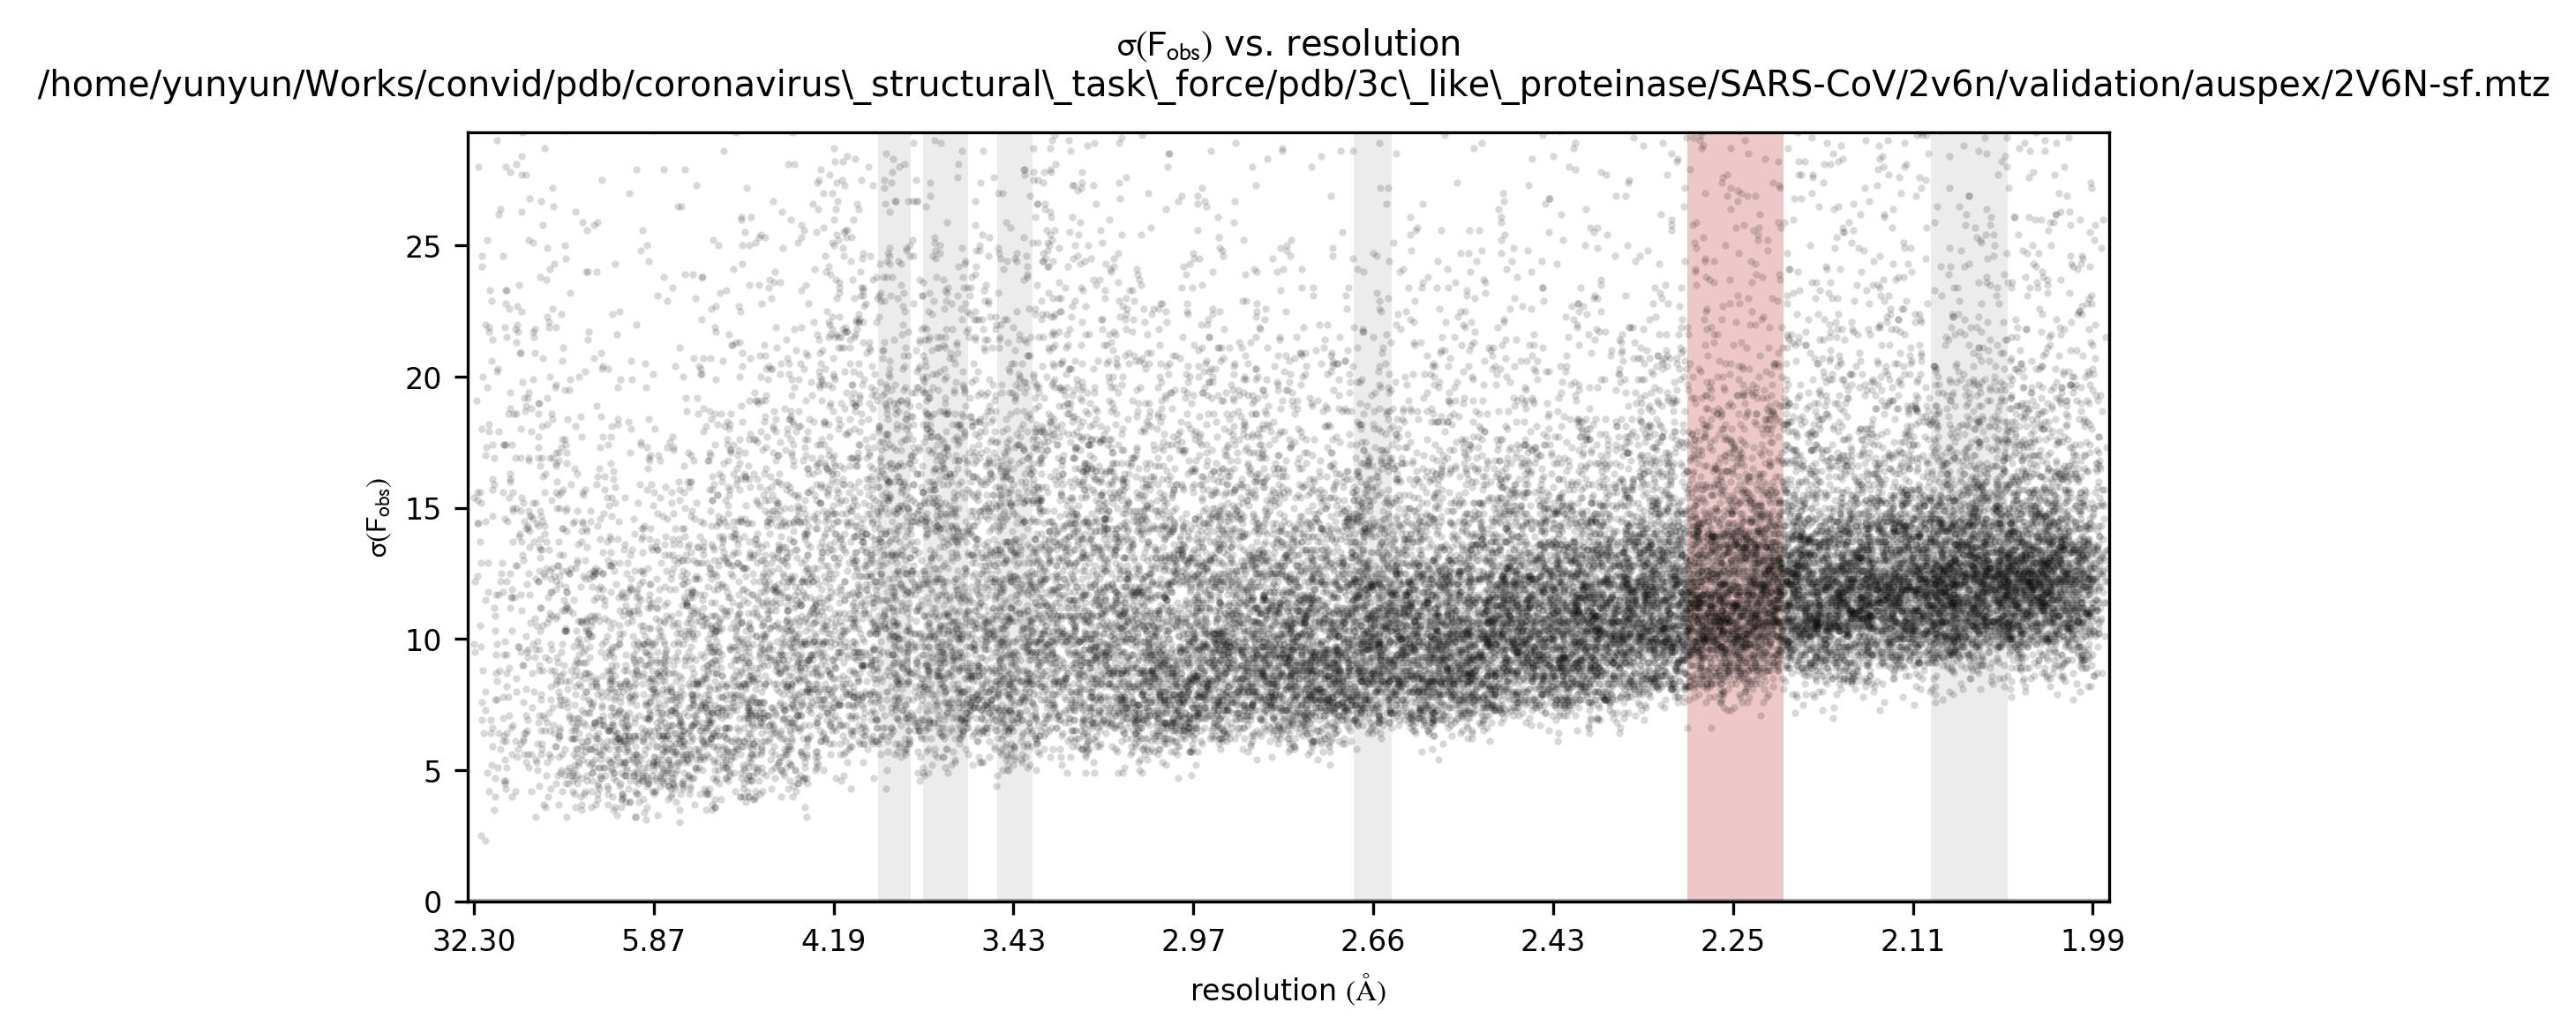 σ(Fobs) vs. resolution
/home/yunyun/Works/convid/pdb/coronavirus\_structural\_task\_force/pdb/3c\_like\_proteinase/SARS-CoV/2v6n/validation/auspex/2V6N-sf.mtz
σ(Fobs)
25
20
15
10
5
0
32.30 5.87 4.19 3.43 2.97 2.66 2.43 2.25 2.11 1.99
resolution (Å)